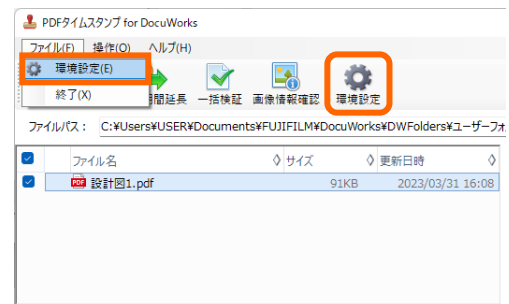 PDFタイムスタンプ for DocuWorks
ファイル(F) 操作(O) ヘルプ(H)
環境設定(E)
終了(X)
間延長 一括検証 画像情報確認 環境設定
ファイルパス： C:¥Users¥USER¥Documents¥FUJIFILM¥DocuWorks¥DWFolders¥ユーザーフォ
ファイル名 サイズ 更新日時
PDF 設計図1.pdf 91KB 2023/03/31 16:08